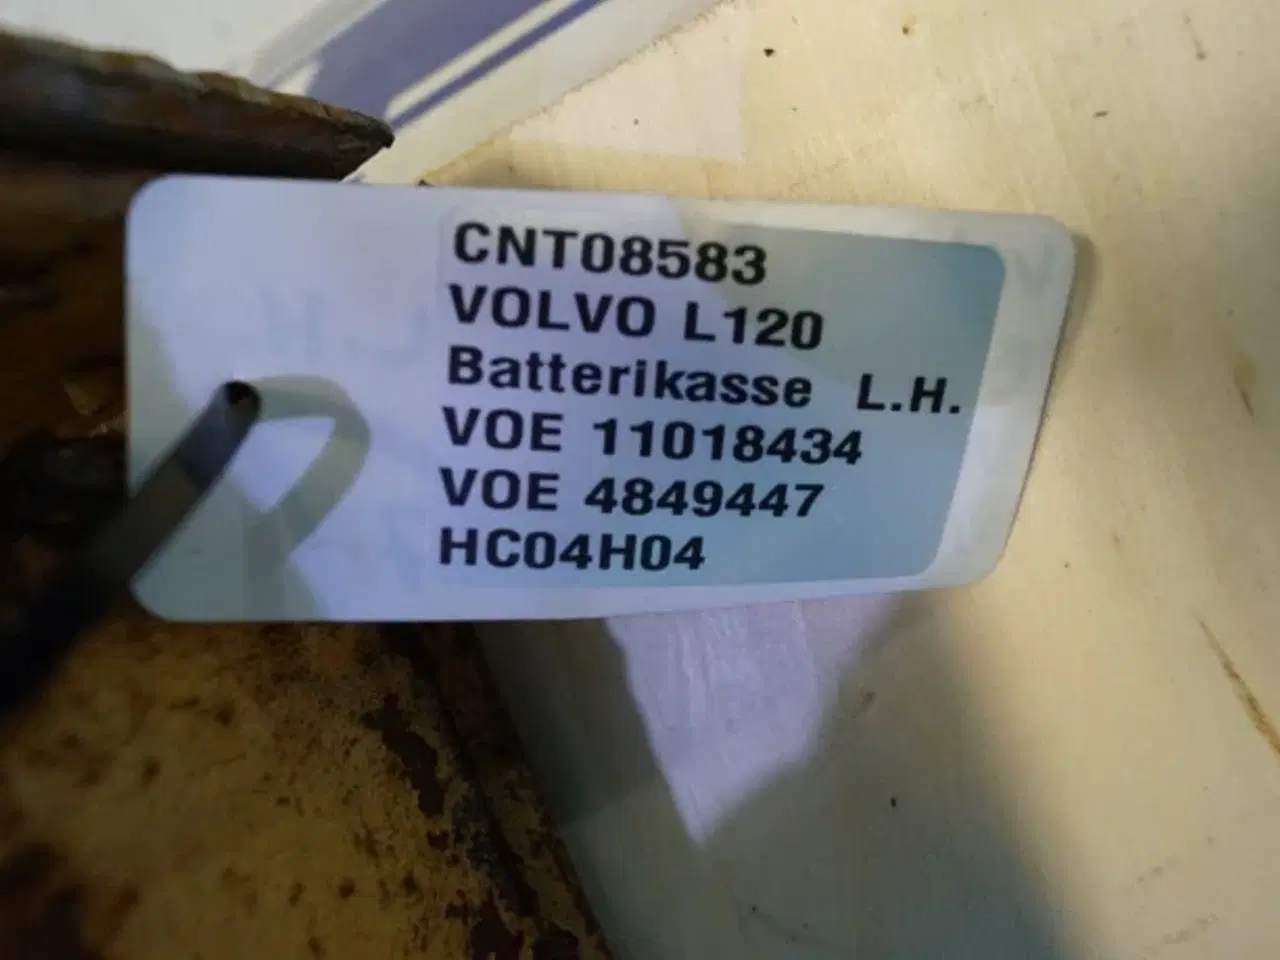 CNT08583
VOLVO L120
Batterikasse L.H.
VOE 11018434
VOE 4849447
HC04H04